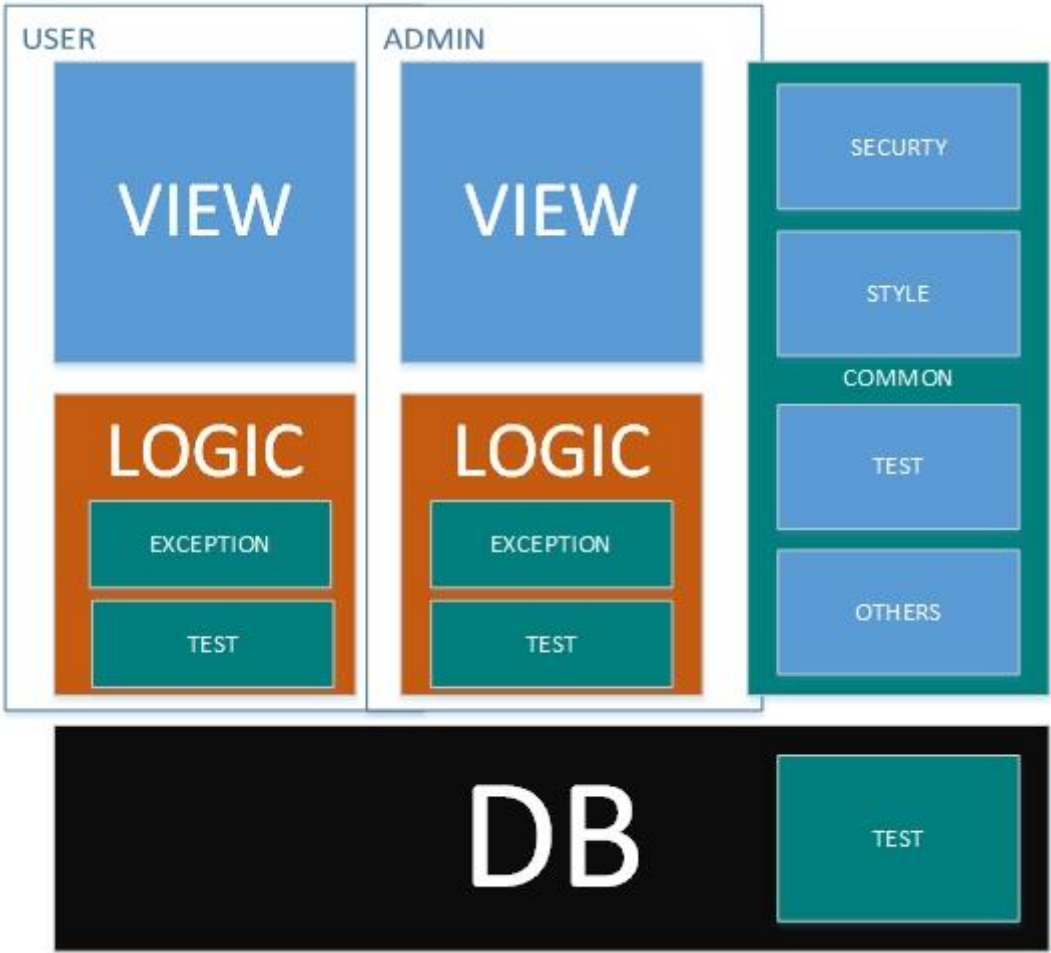 USER
VIEW
LOGIC
EXCEPTION
TEST
ADMIN
VIEW
LOGIC
EXCEPTION
TEST
SECURTY
STYLE
COMMON
TEST
OTHERS
DB
TEST